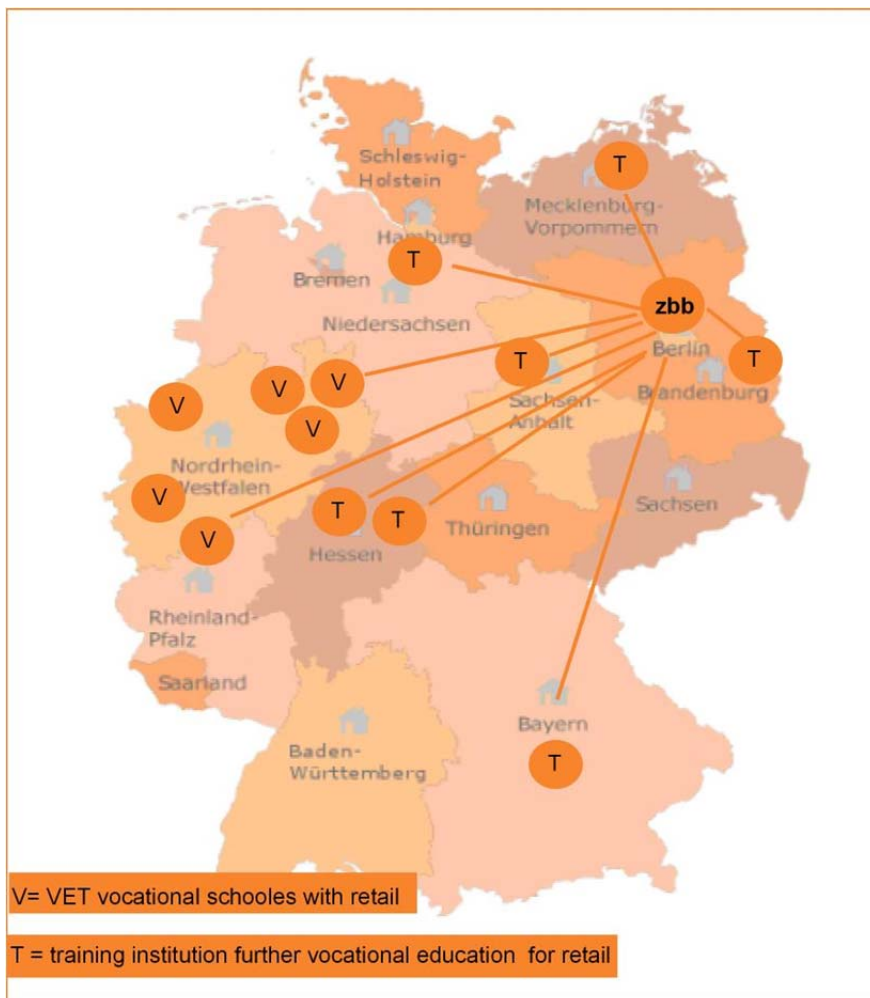 Schleswig-
Holstein
T
Mecklenburg-
Vorpommern
Hamburg
T
Bremen
Niedersachsen
zbb
Berlin
T
T
Brandenburg
Sachsen-
Anhalt
V
V
V
V
Nordrhein-
Westfalen
V
V
T
T
Hessen
Thüringen
Sachsen
Rheinland-
Pfalz
Saarland
Bayern
T
Baden-
Württemberg
V= VET vocational schooles with retail
T = training institution further vocational education for retail